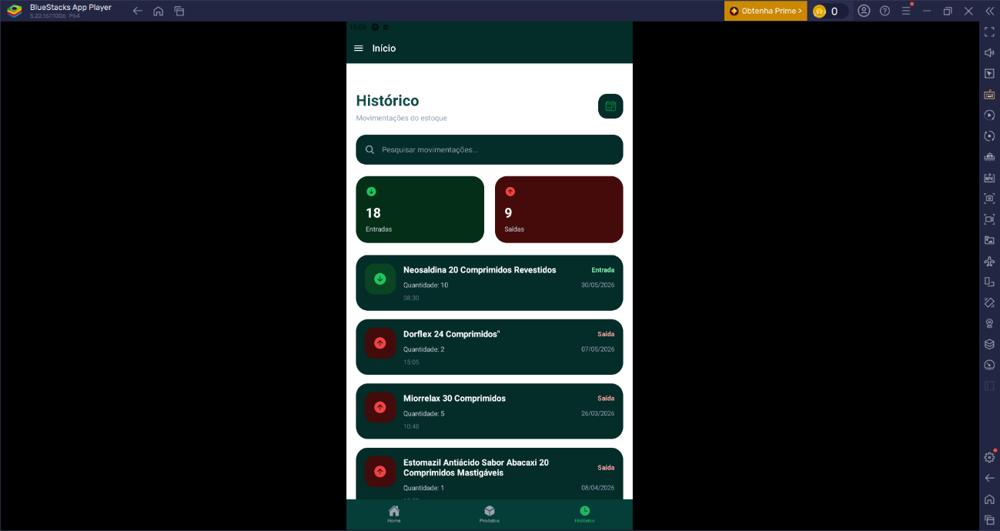 BlueStacks App Player
5.22.167.1006 P64
Obtenha Prime >
0
15:09
Início
Histórico
Movimentações do estoque
Pesquisar movimentações...
18
Entradas
9
Saídas
Neosaldina 20 Comprimidos Revestidos
Entrada
Quantidade: 10
30/05/2026
08:30
Dorflex 24 Comprimidos"
Saída
Quantidade: 2
07/05/2026
15:05
Miorrelax 30 Comprimidos
Saída
Quantidade: 5
26/03/2026
10:48
Estomazil Antiácido Sabor Abacaxi 20
Comprimidos Mastigáveis
Saída
Quantidade: 1
08/04/2026
Home
Produtos
Histórico